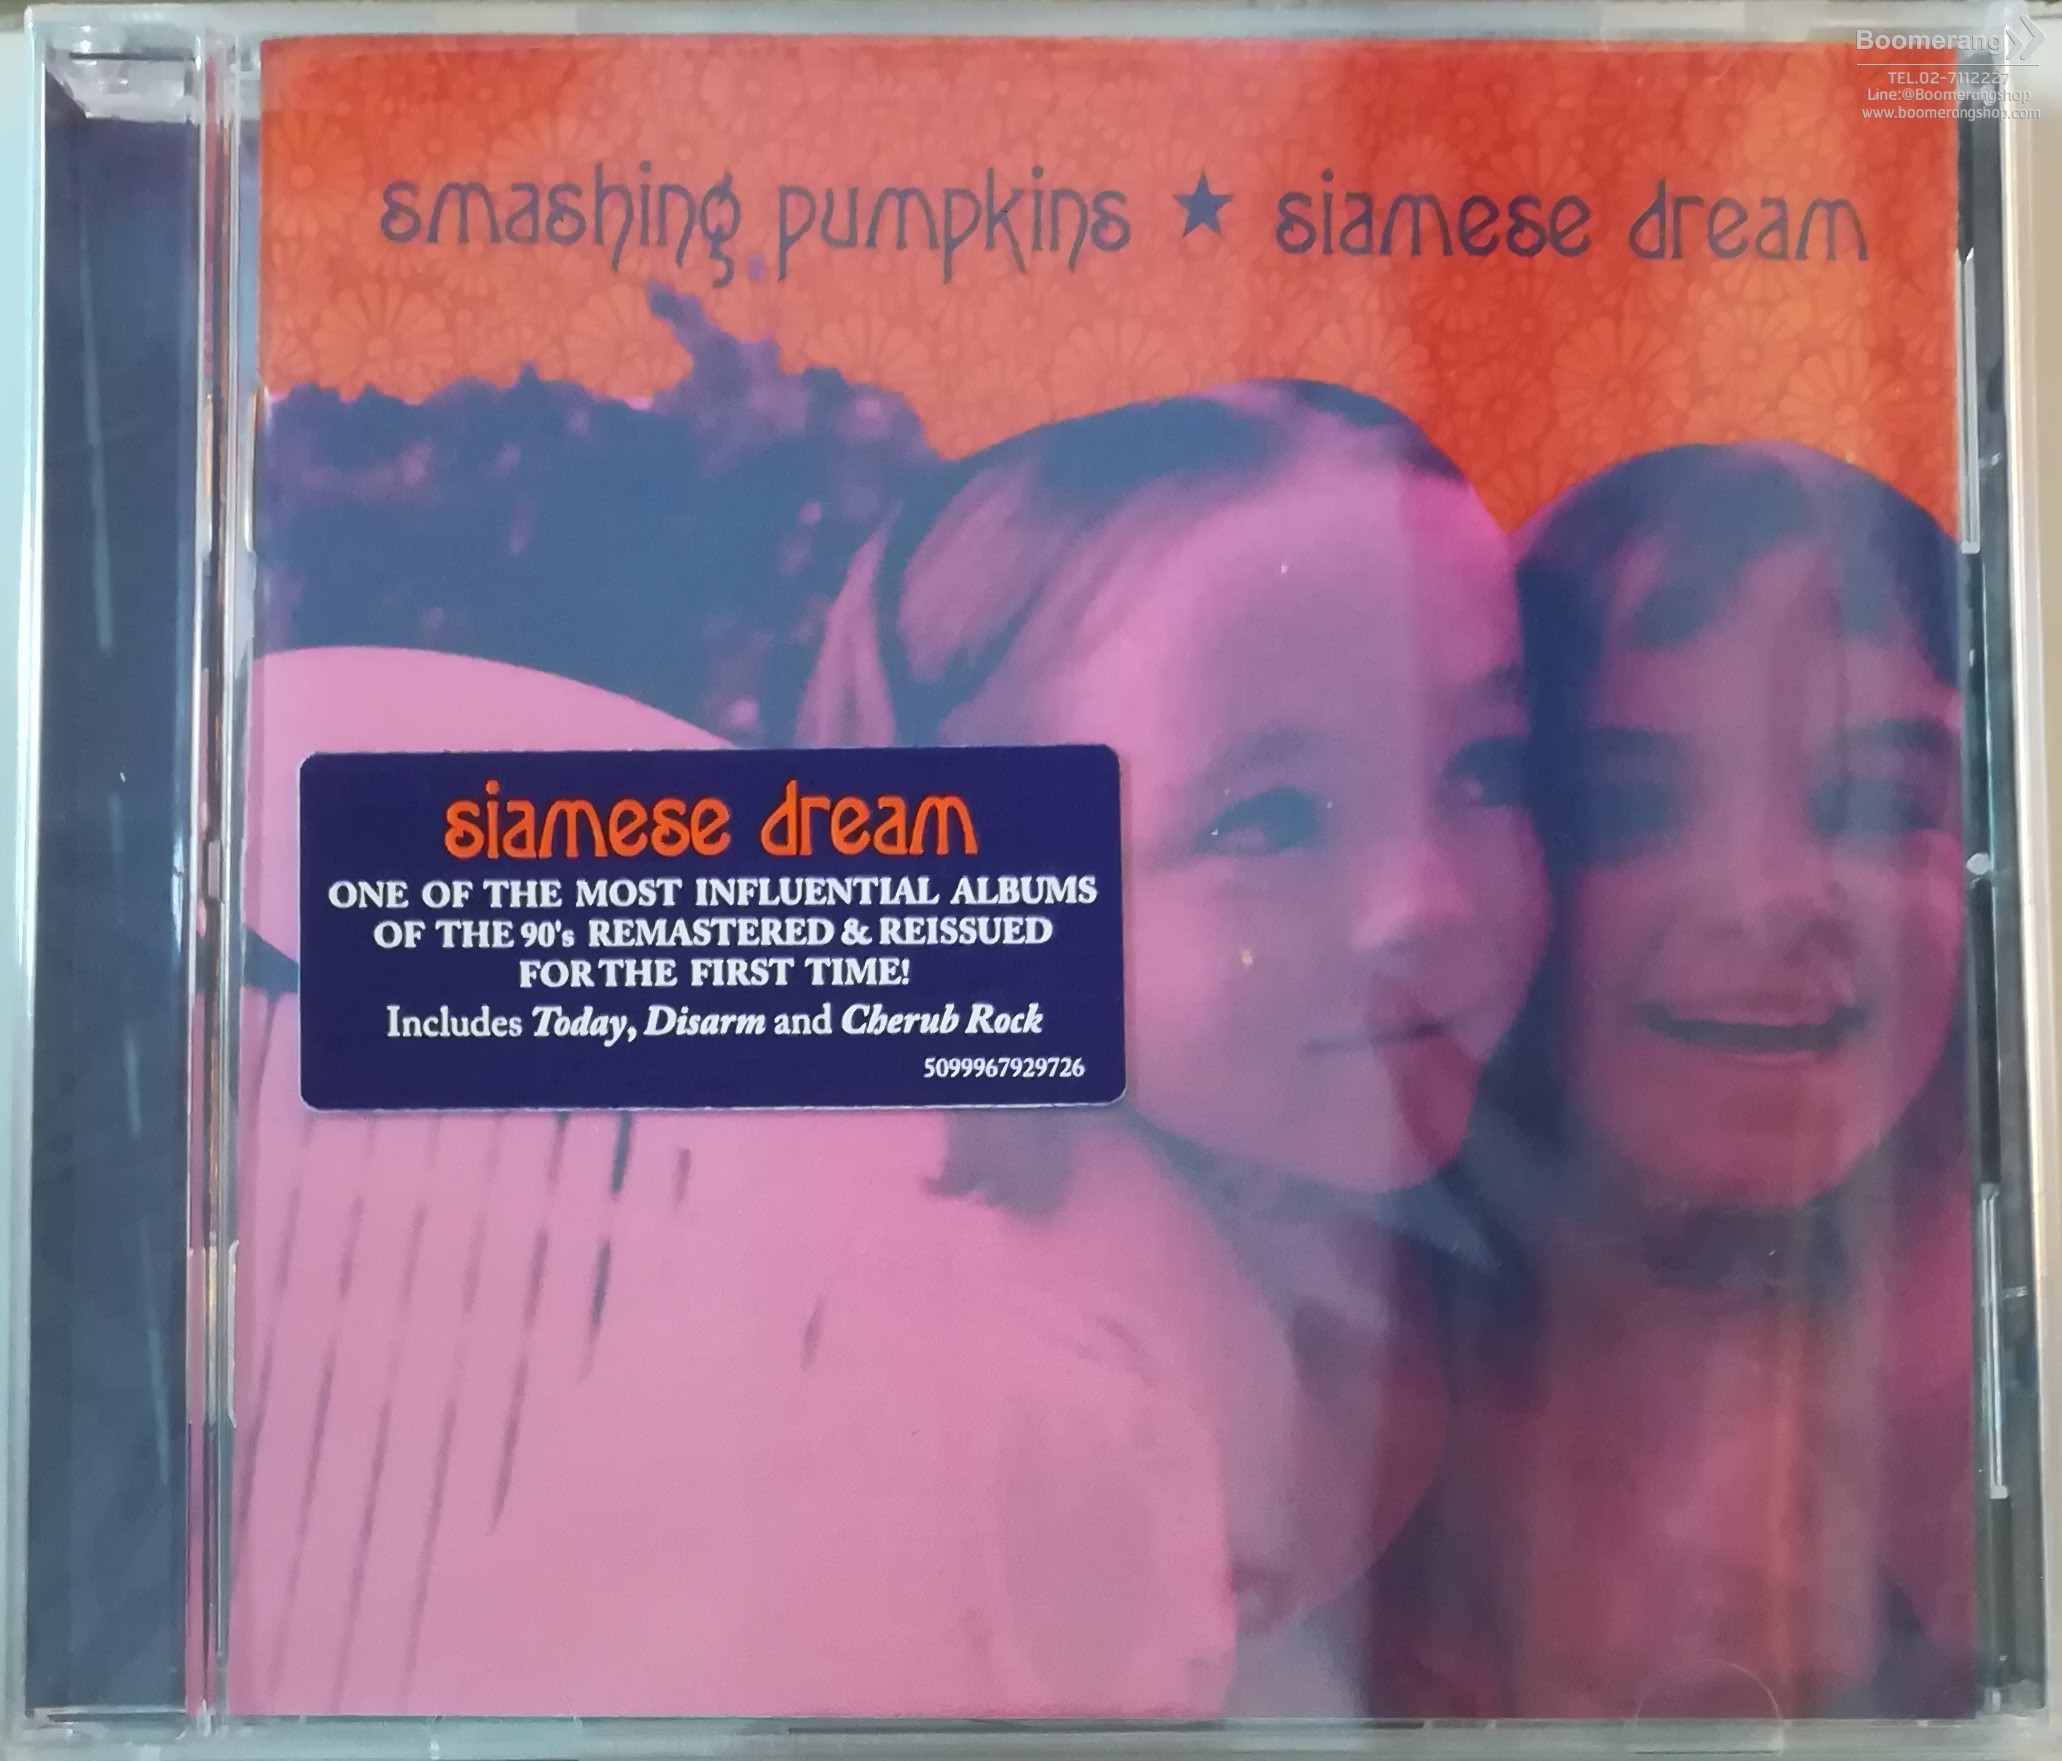 Boomerang
TEL.02-7112227
Line:@Boomerangshop
www.boomerangshop.com
smashing pumpkins ★ siamese dream
siamese dream
ONE OF THE MOST INFLUENTIAL ALBUMS
OF THE 90's REMASTERED & REISSUED
FOR THE FIRST TIME!
Includes Today, Disarm and Cherub Rock
5099967929726